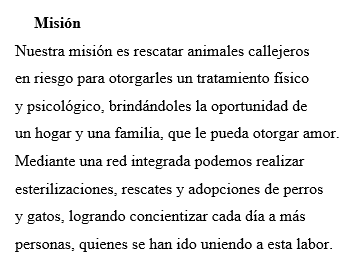 Misión
Nuestra misión es rescatar animales callejeros
en riesgo para otorgarles un tratamiento físico
y psicológico, brindándoles la oportunidad de
un hogar y una familia, que le pueda otorgar amor.
Mediante una red integrada podemos realizar
esterilizaciones, rescates y adopciones de perros
y gatos, logrando concientizar cada día a más
personas, quienes se han ido uniendo a esta labor.